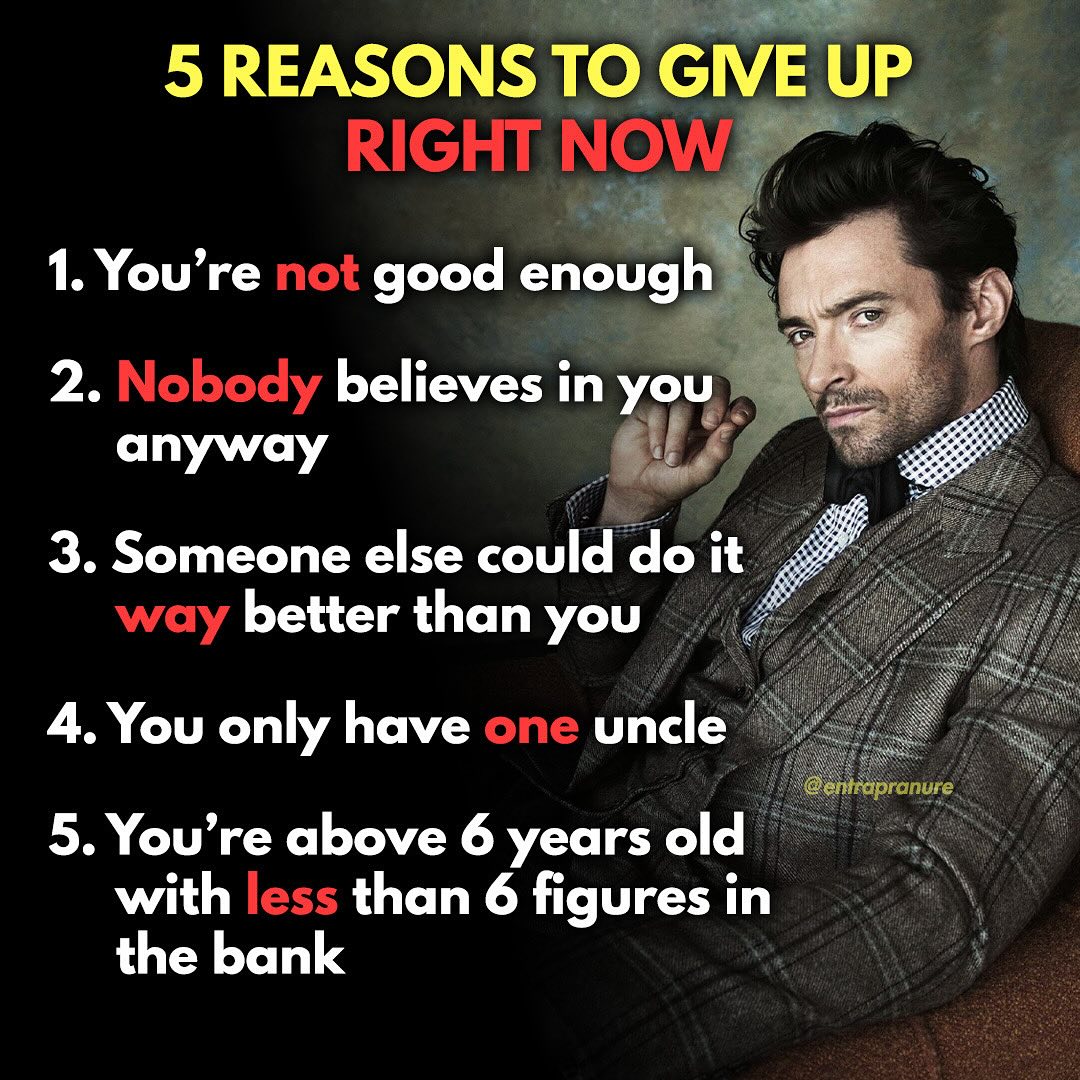 5 REASONS TO GIVE UP
RIGHT NOW
1. You’re not good enough
2. Nobody believes in you
anyway
3. Someone else could do it
way better than you
4. You only have one uncle
@entrapranure
5. You’re above 6 years old
with less than 6 figures in
the bank